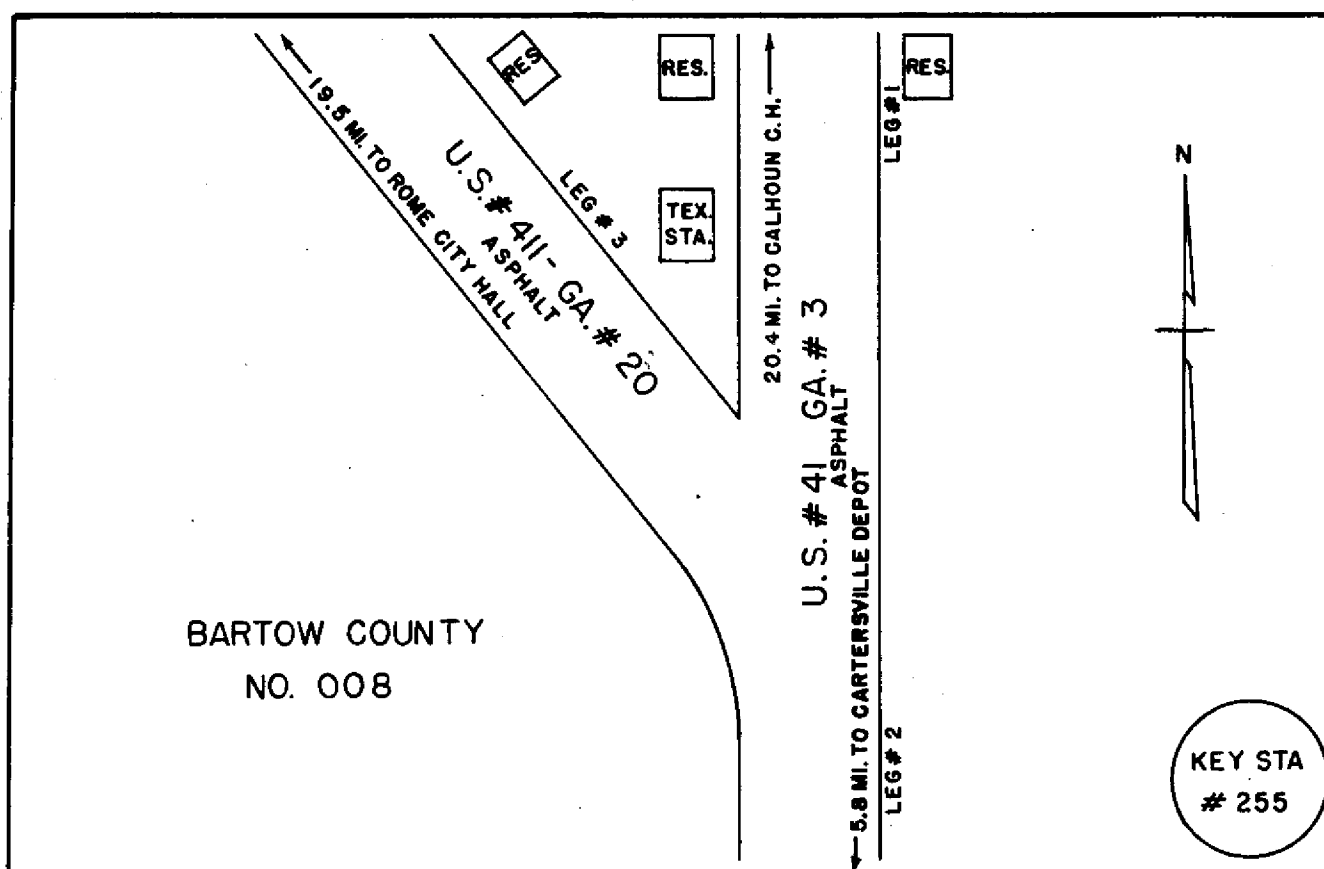 RES
RES.
RES.
19.5 MI. TO ROME CITY HALL
U.S. # 411 - GA. # 20
ASPHALT
LEG # 3
TEX.
STA.
20.4 MI. TO CALHOUN C.H.
LEG #1
N
U.S. # 41 GA. # 3
ASPHALT
5.8 MI. TO CARTERSVILLE DEPOT
LEG # 2
BARTOW COUNTY
NO. 008
KEY STA
# 255